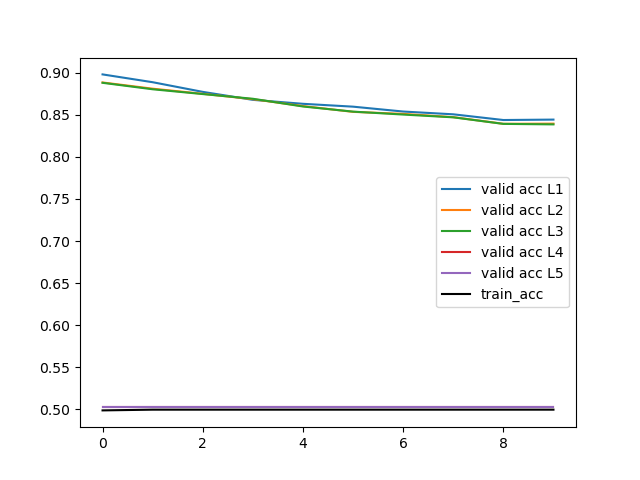 0.90
0.85
0.80
0.75
0.70
0.65
0.60
0.55
0.50
valid acc L1
valid acc L2
valid acc L3
valid acc L4
valid acc L5
train_acc
0 2 4 6 8